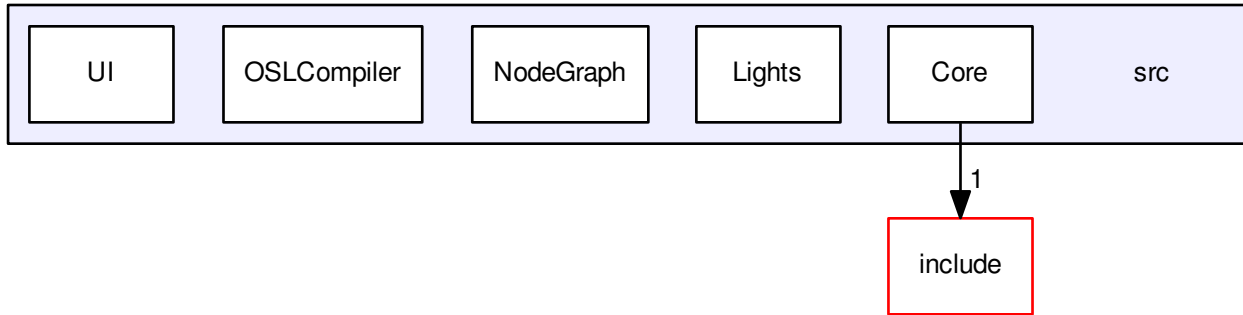 UI
OSLCompiler
NodeGraph
Lights
Core
src
1
include